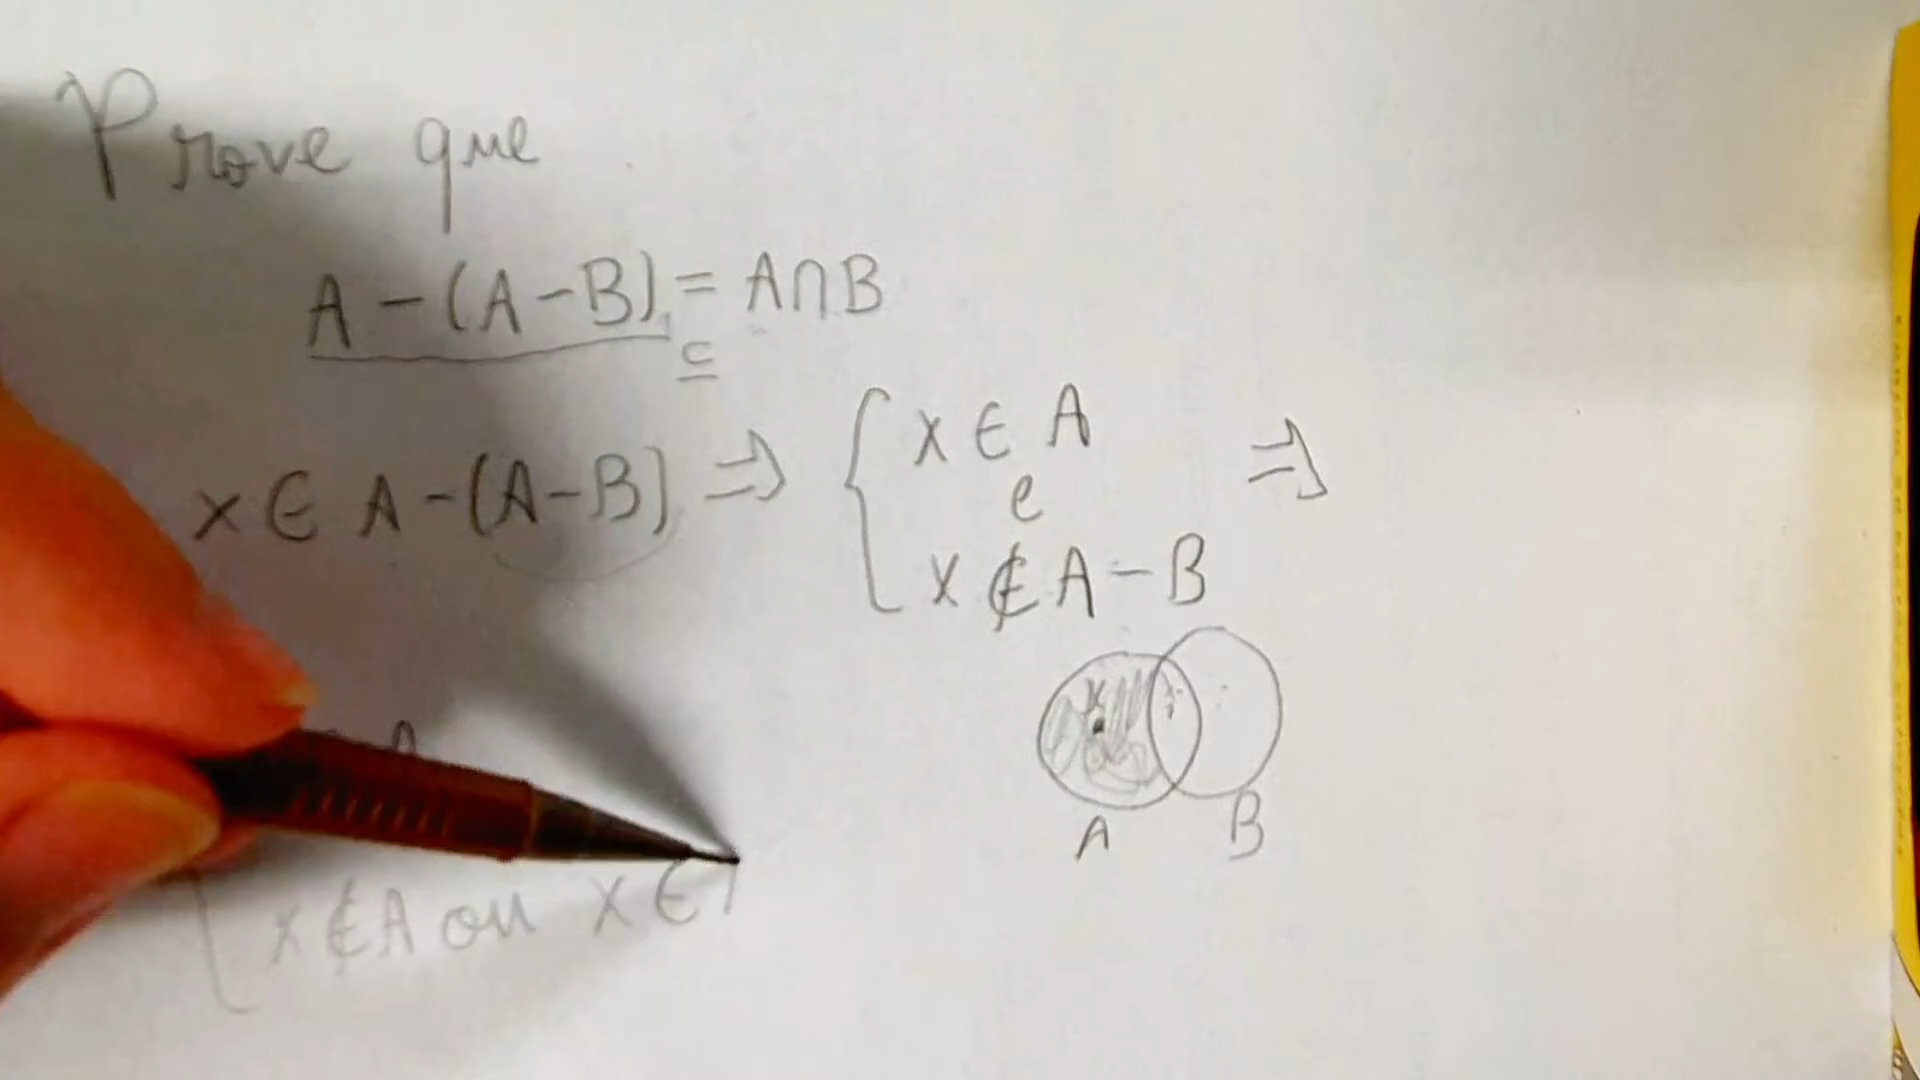 Prove que
A - (A - B) = A ∩ B
⊆
x ∈ A - (A - B) ⇒ { x ∈ A ⇒
e
x ∉ A - B
A B
A
x ∉ A ou x ∈